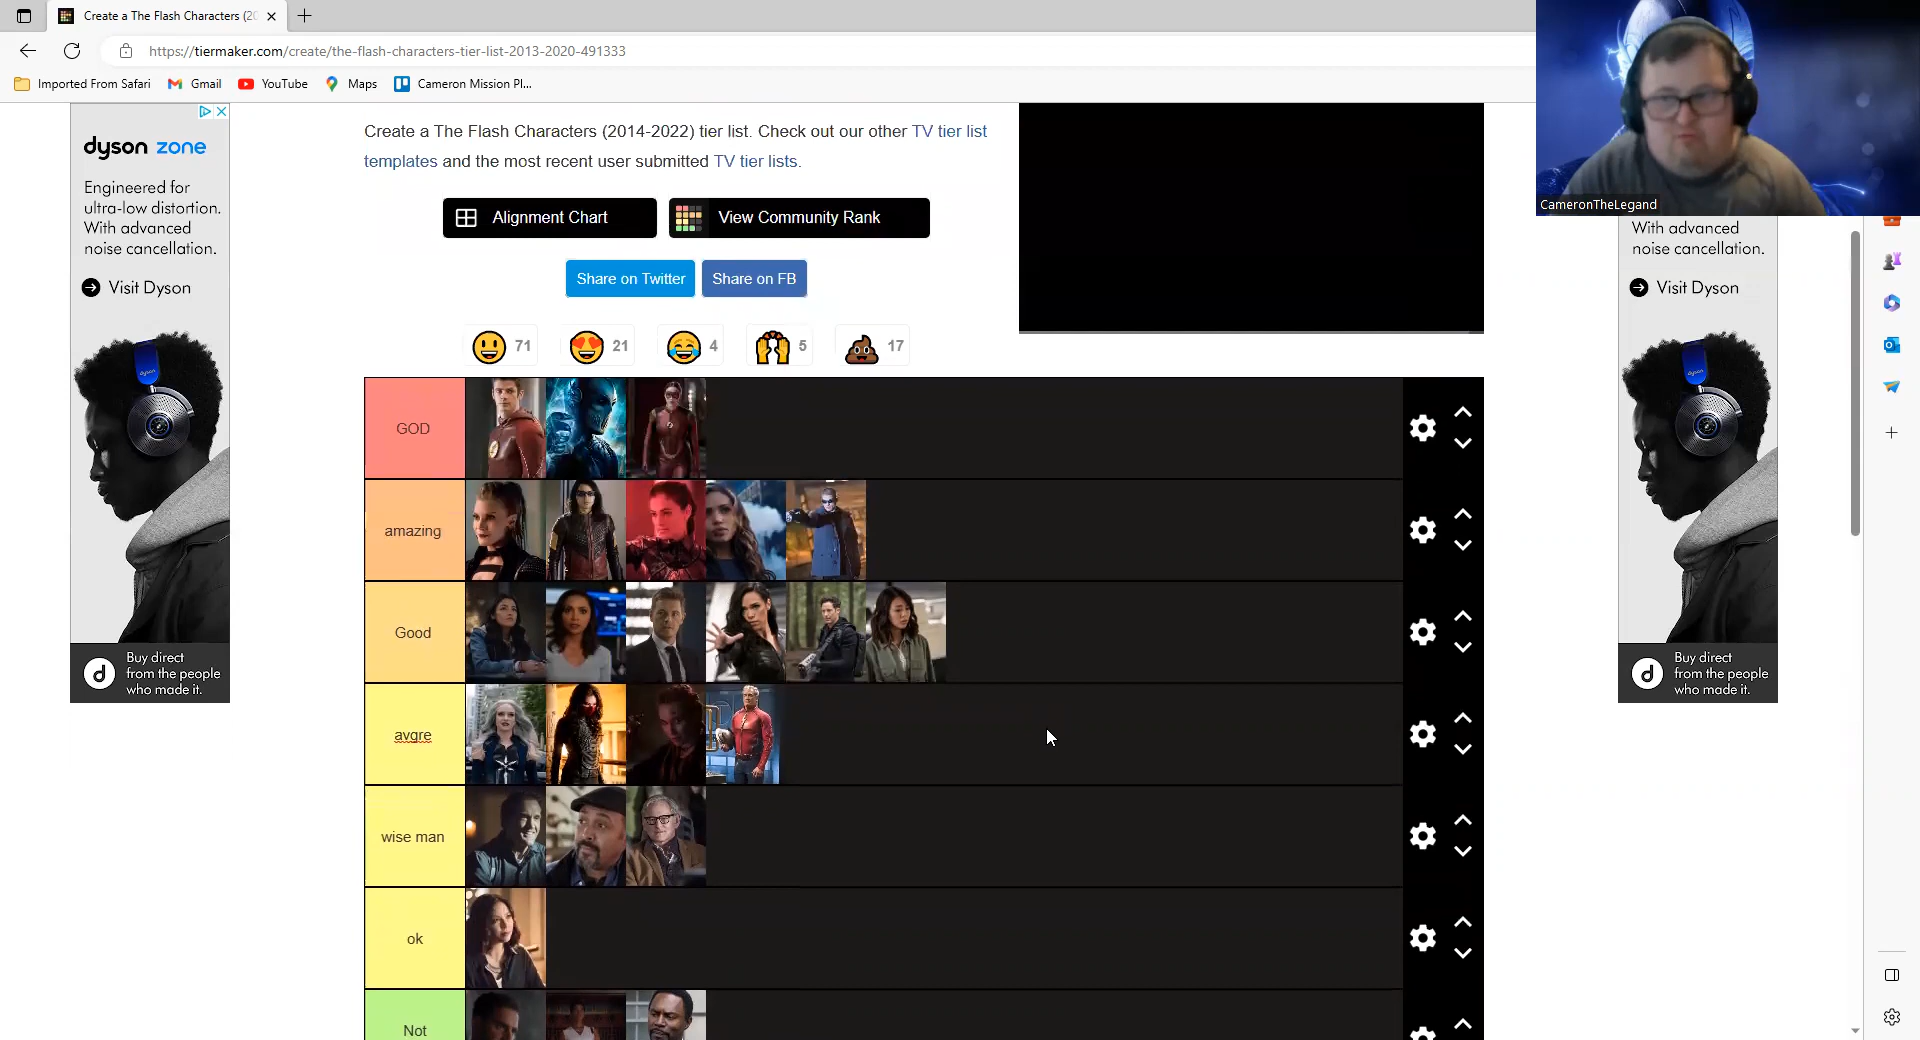 Create a The Flash Characters (20
https://tiermaker.com/create/the-flash-characters-tier-list-2013-2020-491333
Imported From Safari
Gmail
YouTube
Maps
Cameron Mission Pl...
CameronTheLegand
dyson zone
Engineered for
ultra-low distortion.
With advanced
noise cancellation.
Visit Dyson
Buy direct
from the people
who made it.
Create a The Flash Characters (2014-2022) tier list. Check out our other TV tier list
templates and the most recent user submitted TV tier lists.
Alignment Chart
View Community Rank
Share on Twitter
Share on FB
71
21
4
5
17
GOD
amazing
Good
avgre
wise man
ok
Not
With advanced
noise cancellation.
Visit Dyson
Buy direct
from the people
who made it.